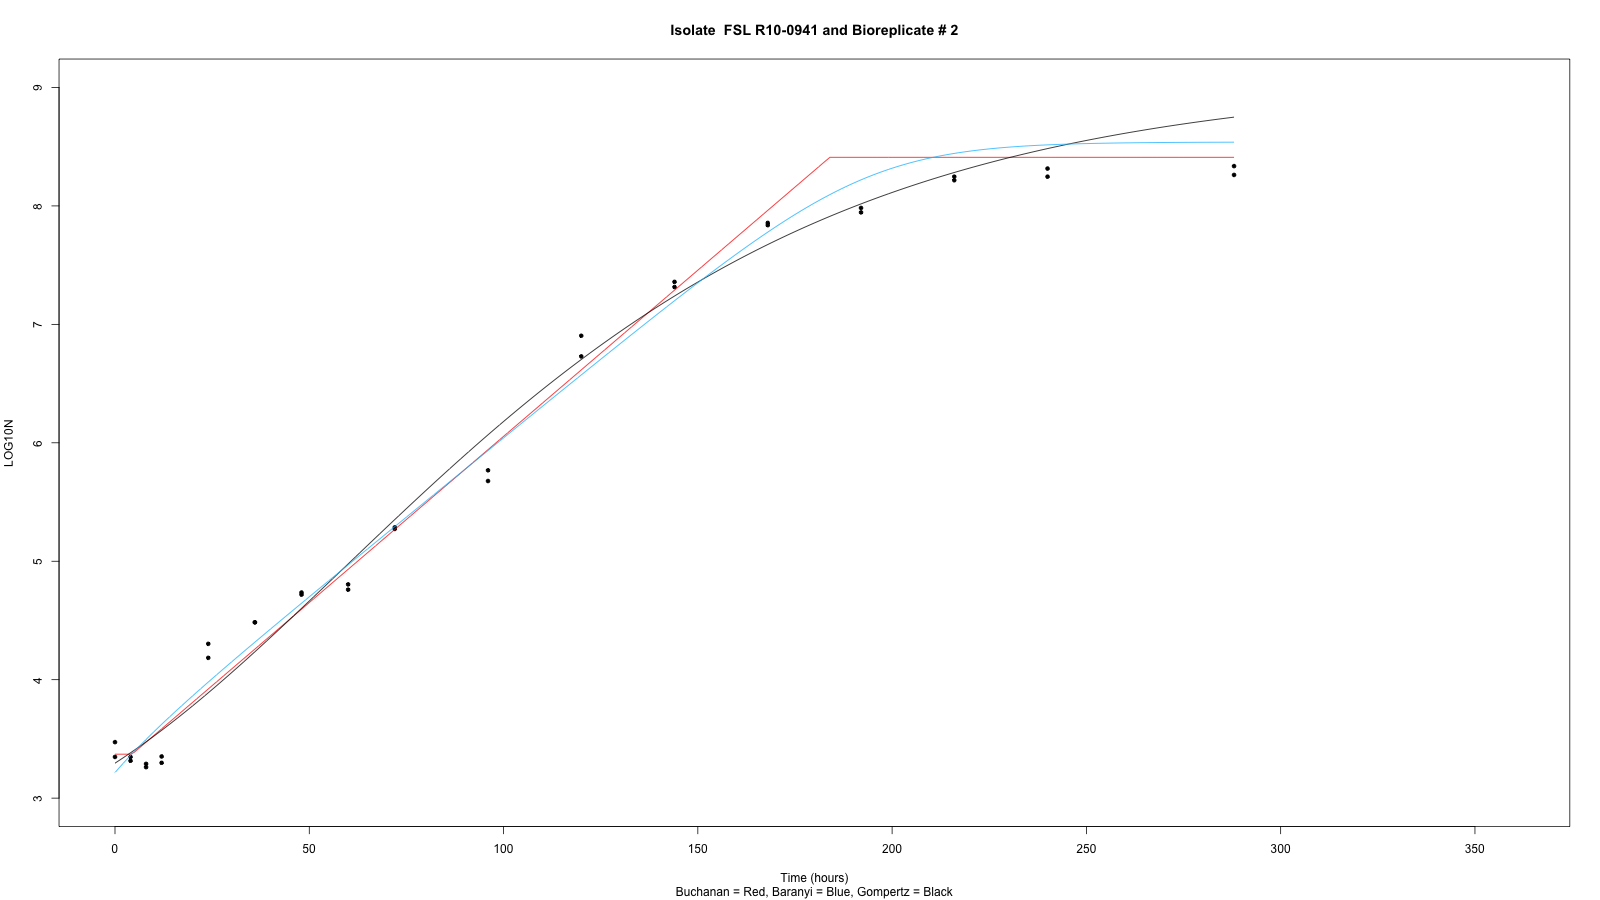 Isolate  FSL R10-0941 and Bioreplicate # 2
LOG10N
9
8
7
6
5
4
3
0 50 100 150 200 250 300 350
Time (hours)
Buchanan = Red, Baranyi = Blue, Gompertz = Black